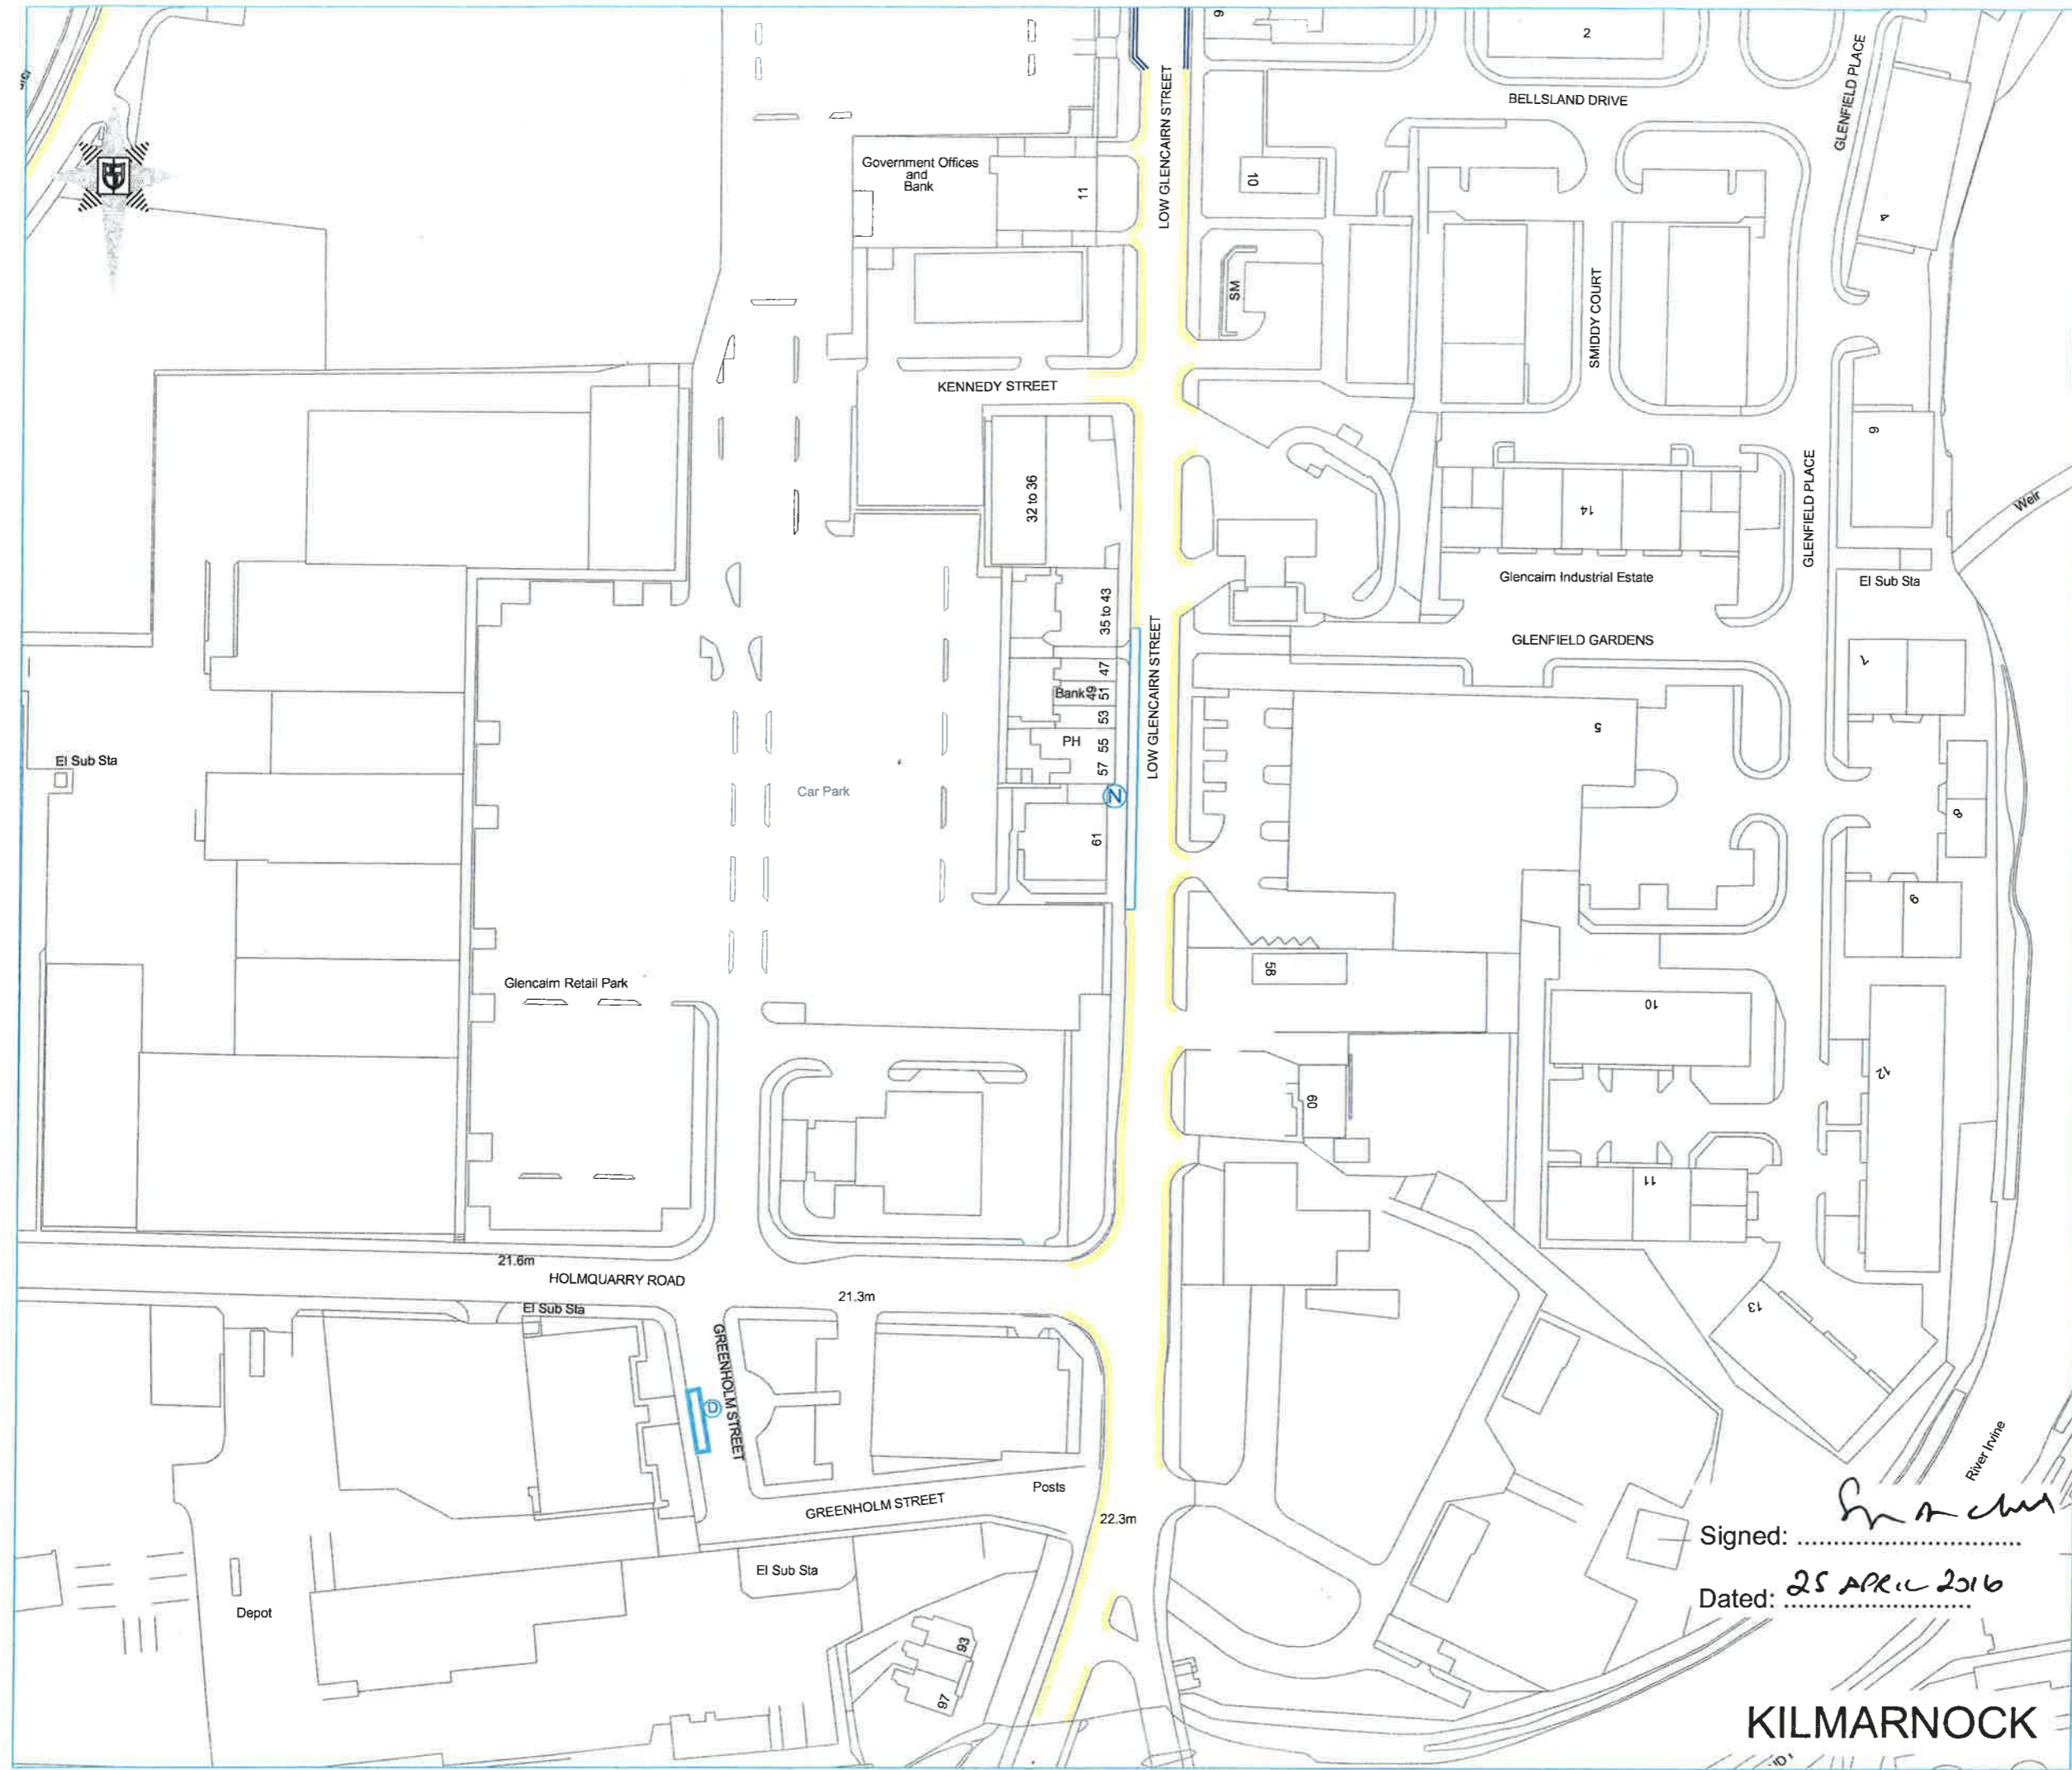 6
2
BELLSLAND DRIVE
GLENFIELD PLACE
LOW GLENCAIRN STREET
Government Offices
and
Bank
11
10
4
SM
SMIDDY COURT
KENNEDY STREET
32 to 36
6
14
GLENFIELD PLACE
Weir
Glencairn Industrial Estate
El Sub Sta
35 to 43
LOW GLENCAIRN STREET
GLENFIELD GARDENS
47
7
Bank
49
51
53
5
PH
55
57
El Sub Sta
Car Park
N
8
61
9
58
Glencairn Retail Park
10
12
60
11
21.6m
HOLMQUARRY ROAD
21.3m
El Sub Sta
13
GREENHOLM STREET
D
River Irvine
Posts
GREENHOLM STREET
22.3m
Signed:
El Sub Sta
Dated: 25 APRIL 2016
Depot
93
97
KILMARNOCK